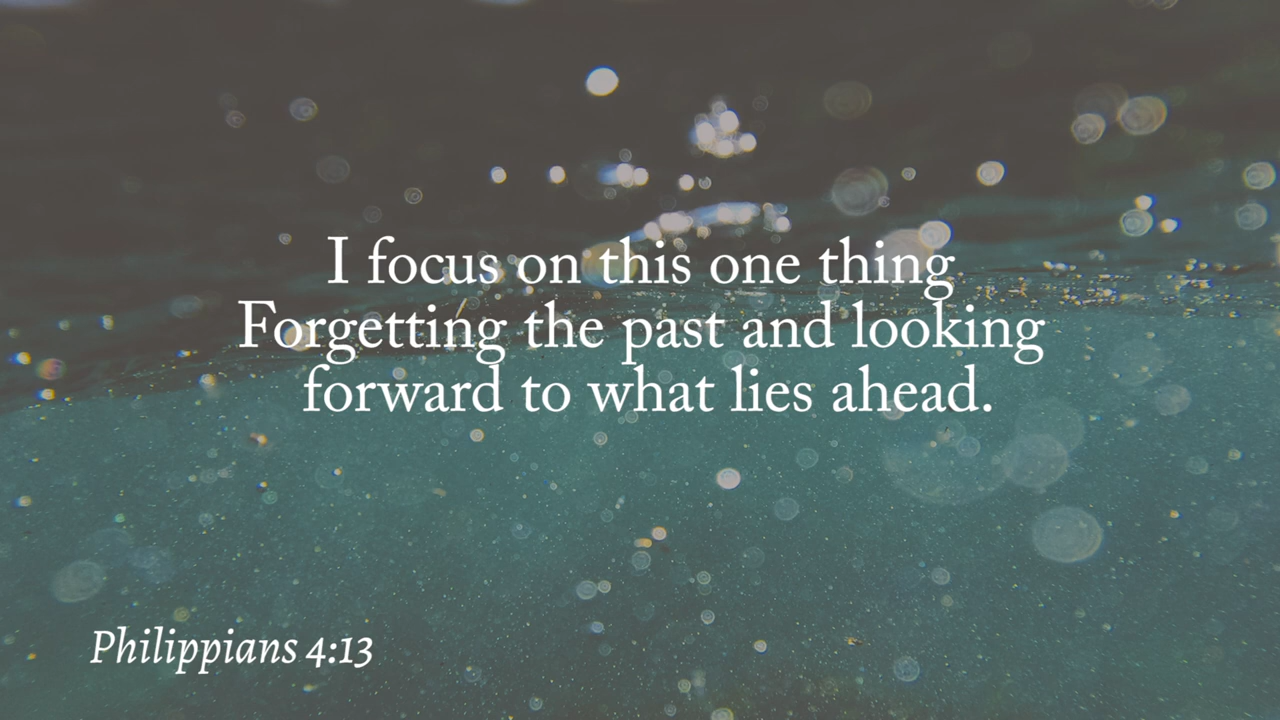 I focus on this one thing
Forgetting the past and looking
forward to what lies ahead.
Philippians 4:13